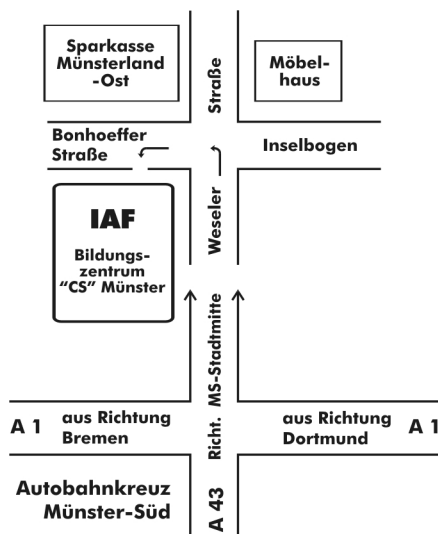 Sparkasse
Münsterland
-Ost
Möbel-
haus
Straße
Bonhoeffer
Straße
Inselbogen
Weseler
IAF
Bildungs-
zentrum
"CS" Münster
Richt. MS-Stadtmitte
A 1
aus Richtung
Bremen
aus Richtung
Dortmund
A 1
Autobahnkreuz
Münster-Süd
A 43